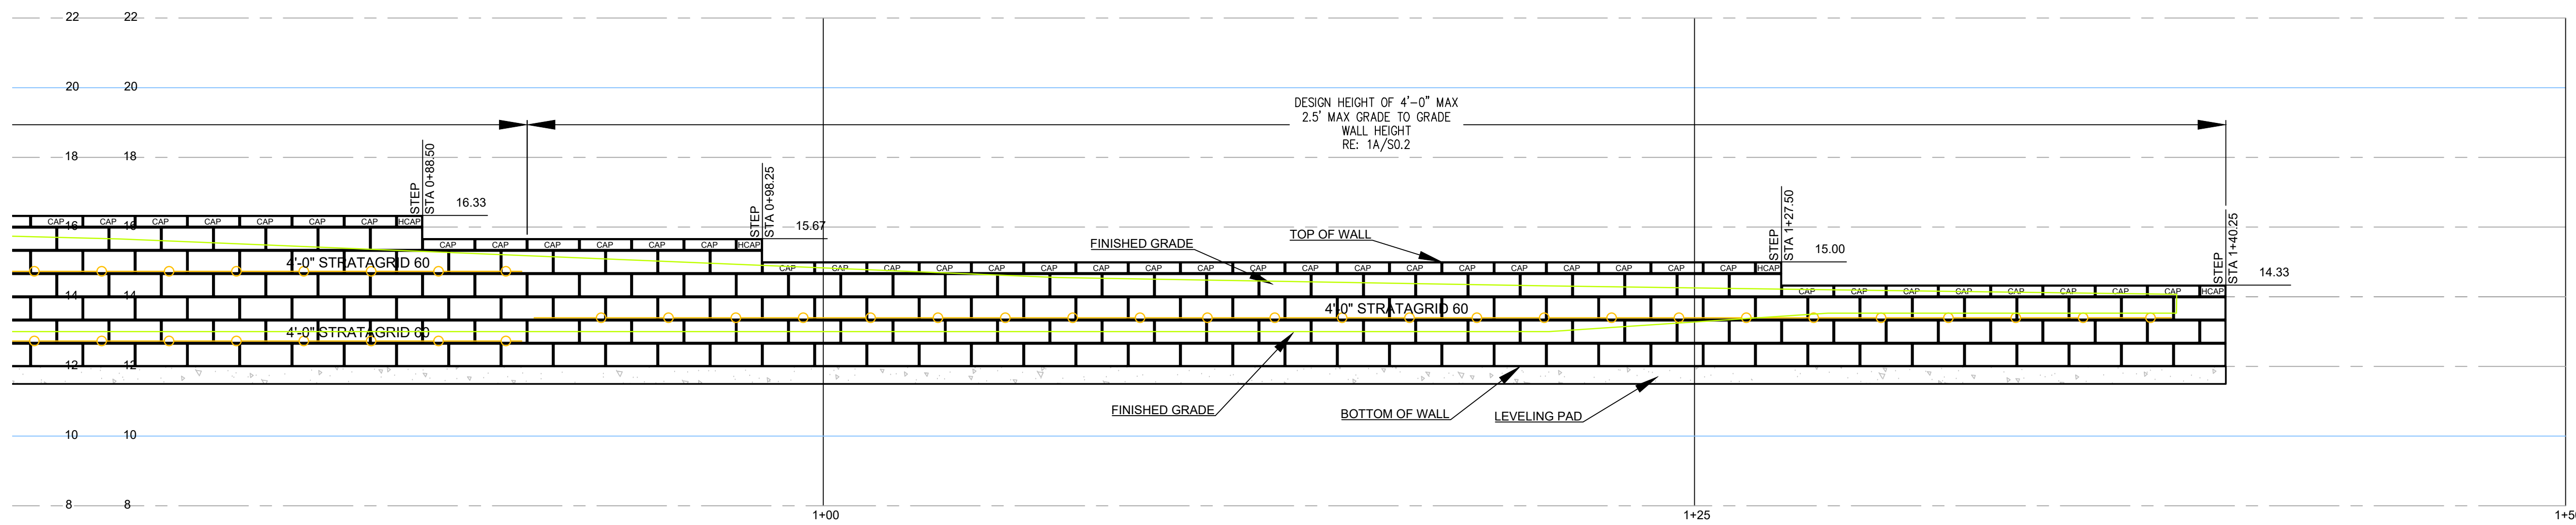 22 22
20 20
DESIGN HEIGHT OF 4'-0" MAX
2.5' MAX GRADE TO GRADE
WALL HEIGHT
RE: 1A/S0.2
18 18
STEP
STA 0+88.50
16.33
STEP
STA 0+98.25
15.67
STEP
STA 1+27.50
15.00
STEP
STA 1+40.25
14.33
CAP CAP CAP CAP CAP CAP CAP HCAP
16 16
CAP CAP CAP CAP CAP CAP HCAP
FINISHED GRADE
TOP OF WALL
CAP CAP CAP CAP CAP CAP CAP CAP CAP CAP CAP CAP CAP CAP CAP CAP CAP CAP CAP HCAP
4'-0" STRATAGRID 60
CAP CAP CAP CAP CAP CAP CAP CAP HCAP
14 14
4'-0" STRATAGRID 60
4'-0" STRATAGRID 60
12 12
FINISHED GRADE
BOTTOM OF WALL
LEVELING PAD
10 10
8 8
1+00
1+25